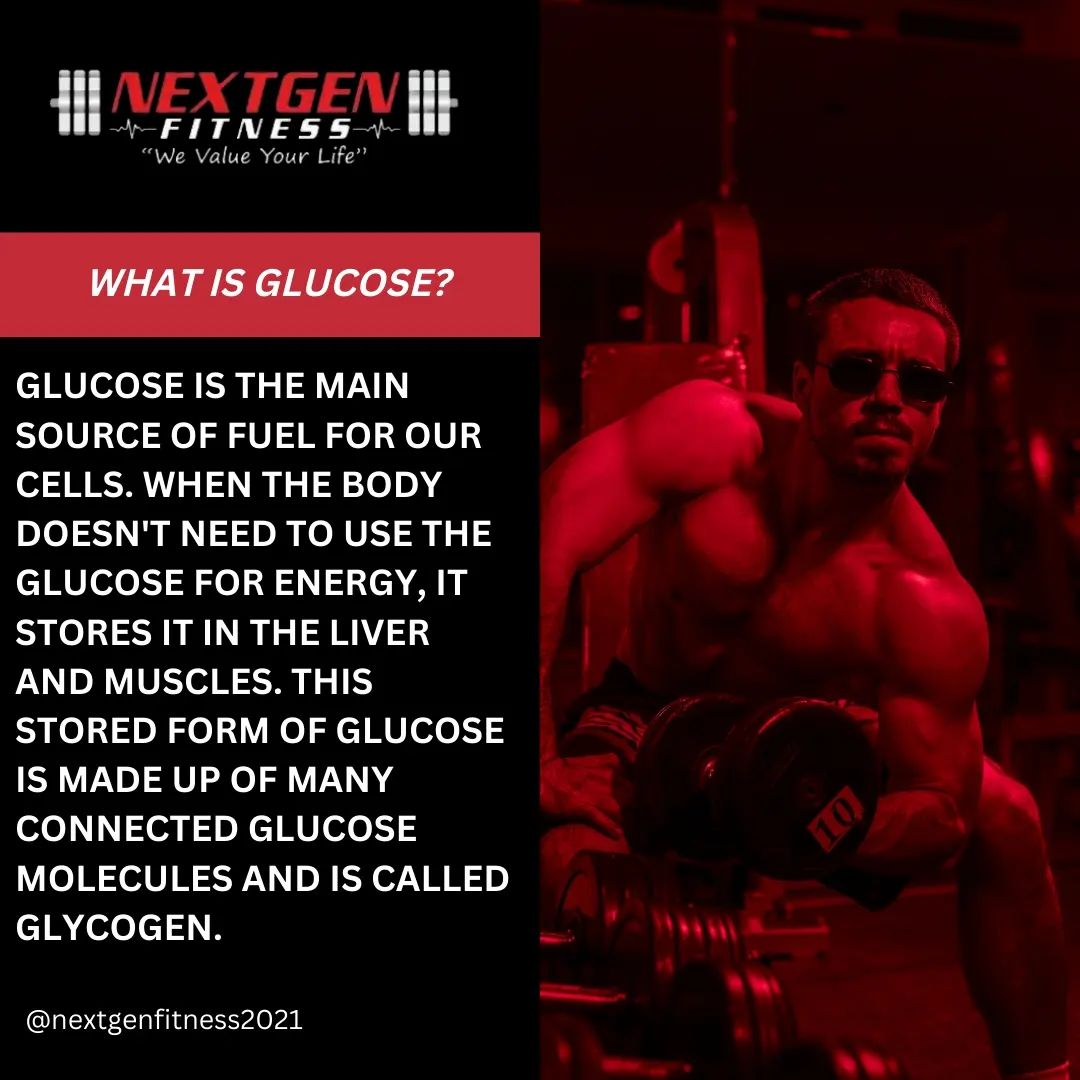 NEXTGEN
FITNESS
"We Value Your Life"
WHAT IS GLUCOSE?
GLUCOSE IS THE MAIN
SOURCE OF FUEL FOR OUR
CELLS. WHEN THE BODY
DOESN'T NEED TO USE THE
GLUCOSE FOR ENERGY, IT
STORES IT IN THE LIVER
AND MUSCLES. THIS
STORED FORM OF GLUCOSE
IS MADE UP OF MANY
CONNECTED GLUCOSE
MOLECULES AND IS CALLED
GLYCOGEN.
@nextgenfitness2021
10